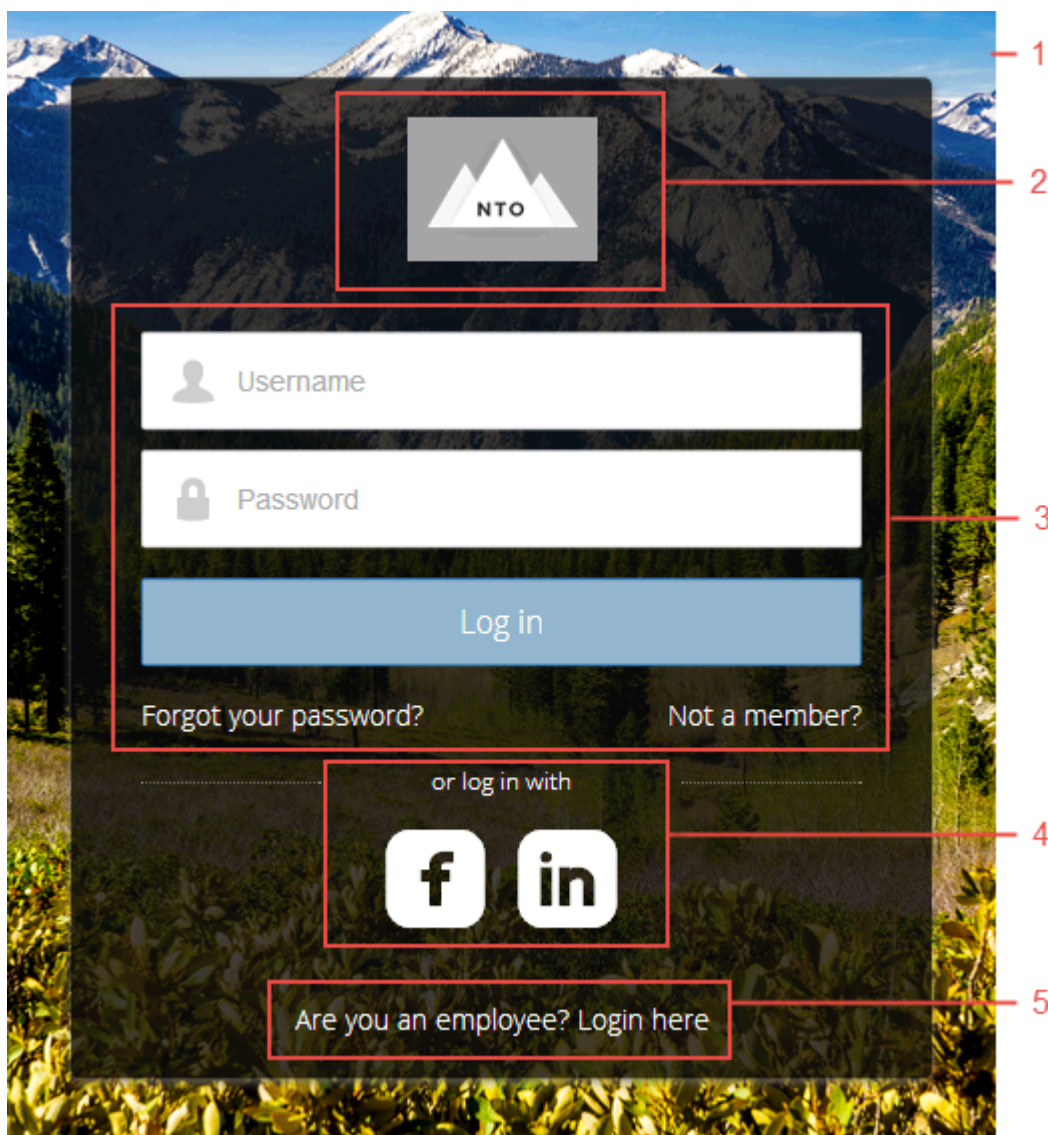 1
2
NTO
Username
Password
3
Log in
Forgot your password? Not a member?
or log in with
4
f in
5
Are you an employee? Login here